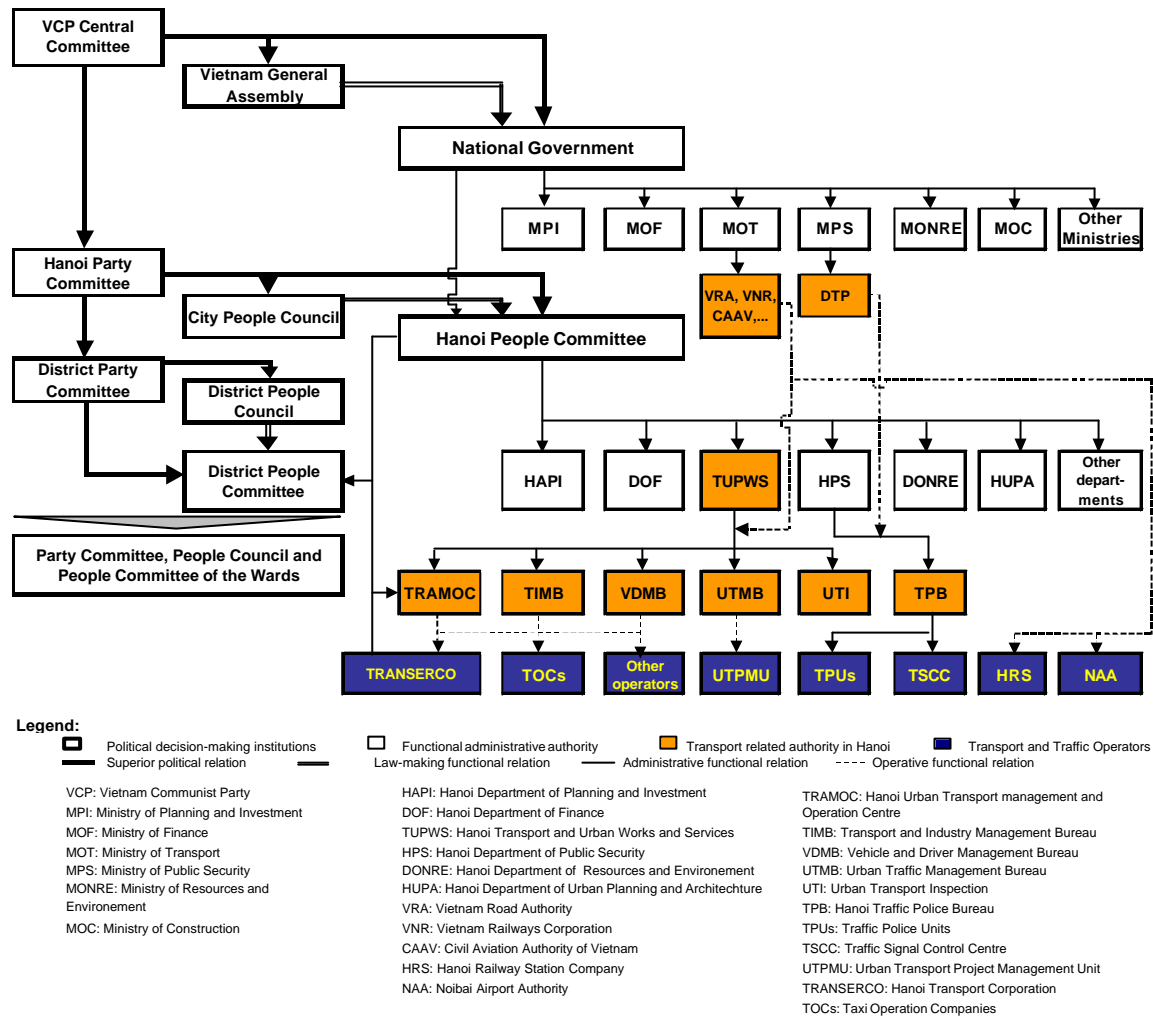 VCP Central
Committee
Vietnam General
Assembly
National Government
MPI
MOF
MOT
MPS
MONRE
MOC
Other
Ministries
Hanoi Party
Committee
City People Council
VRA, VNR,
CAAV,...
DTP
Hanoi People Committee
District Party
Committee
District People
Council
District People
Committee
HAPI
DOF
TUPWS
HPS
DONRE
HUPA
Other
depart-
ments
Party Committee, People Council and
People Committee of the Wards
TRAMOC
TIMB
VDMB
UTMB
UTI
TPB
TRANSERCO
TOCs
Other
operators
UTPMU
TPUs
TSCC
HRS
NAA
Legend:
Political decision-making institutions
Functional administrative authority
Transport related authority in Hanoi
Transport and Traffic Operators
Superior political relation
Law-making functional relation
Administrative functional relation
Operative functional relation
VCP: Vietnam Communist Party
MPI: Ministry of Planning and Investment
MOF: Ministry of Finance
MOT: Ministry of Transport
MPS: Ministry of Public Security
MONRE: Ministry of Resources and
Environement
MOC: Ministry of Construction
HAPI: Hanoi Department of Planning and Investment
DOF: Hanoi Department of Finance
TUPWS: Hanoi Transport and Urban Works and Services
HPS: Hanoi Department of Public Security
DONRE: Hanoi Department of Resources and Environement
HUPA: Hanoi Department of Urban Planning and Architechture
VRA: Vietnam Road Authority
VNR: Vietnam Railways Corporation
CAAV: Civil Aviation Authority of Vietnam
HRS: Hanoi Railway Station Company
NAA: Noibai Airport Authority
TRAMOC: Hanoi Urban Transport management and
Operation Centre
TIMB: Transport and Industry Management Bureau
VDMB: Vehicle and Driver Management Bureau
UTMB: Urban Traffic Management Bureau
UTI: Urban Transport Inspection
TPB: Hanoi Traffic Police Bureau
TPUs: Traffic Police Units
TSCC: Traffic Signal Control Centre
UTPMU: Urban Transport Project Management Unit
TRANSERCO: Hanoi Transport Corporation
TOCs: Taxi Operation Companies